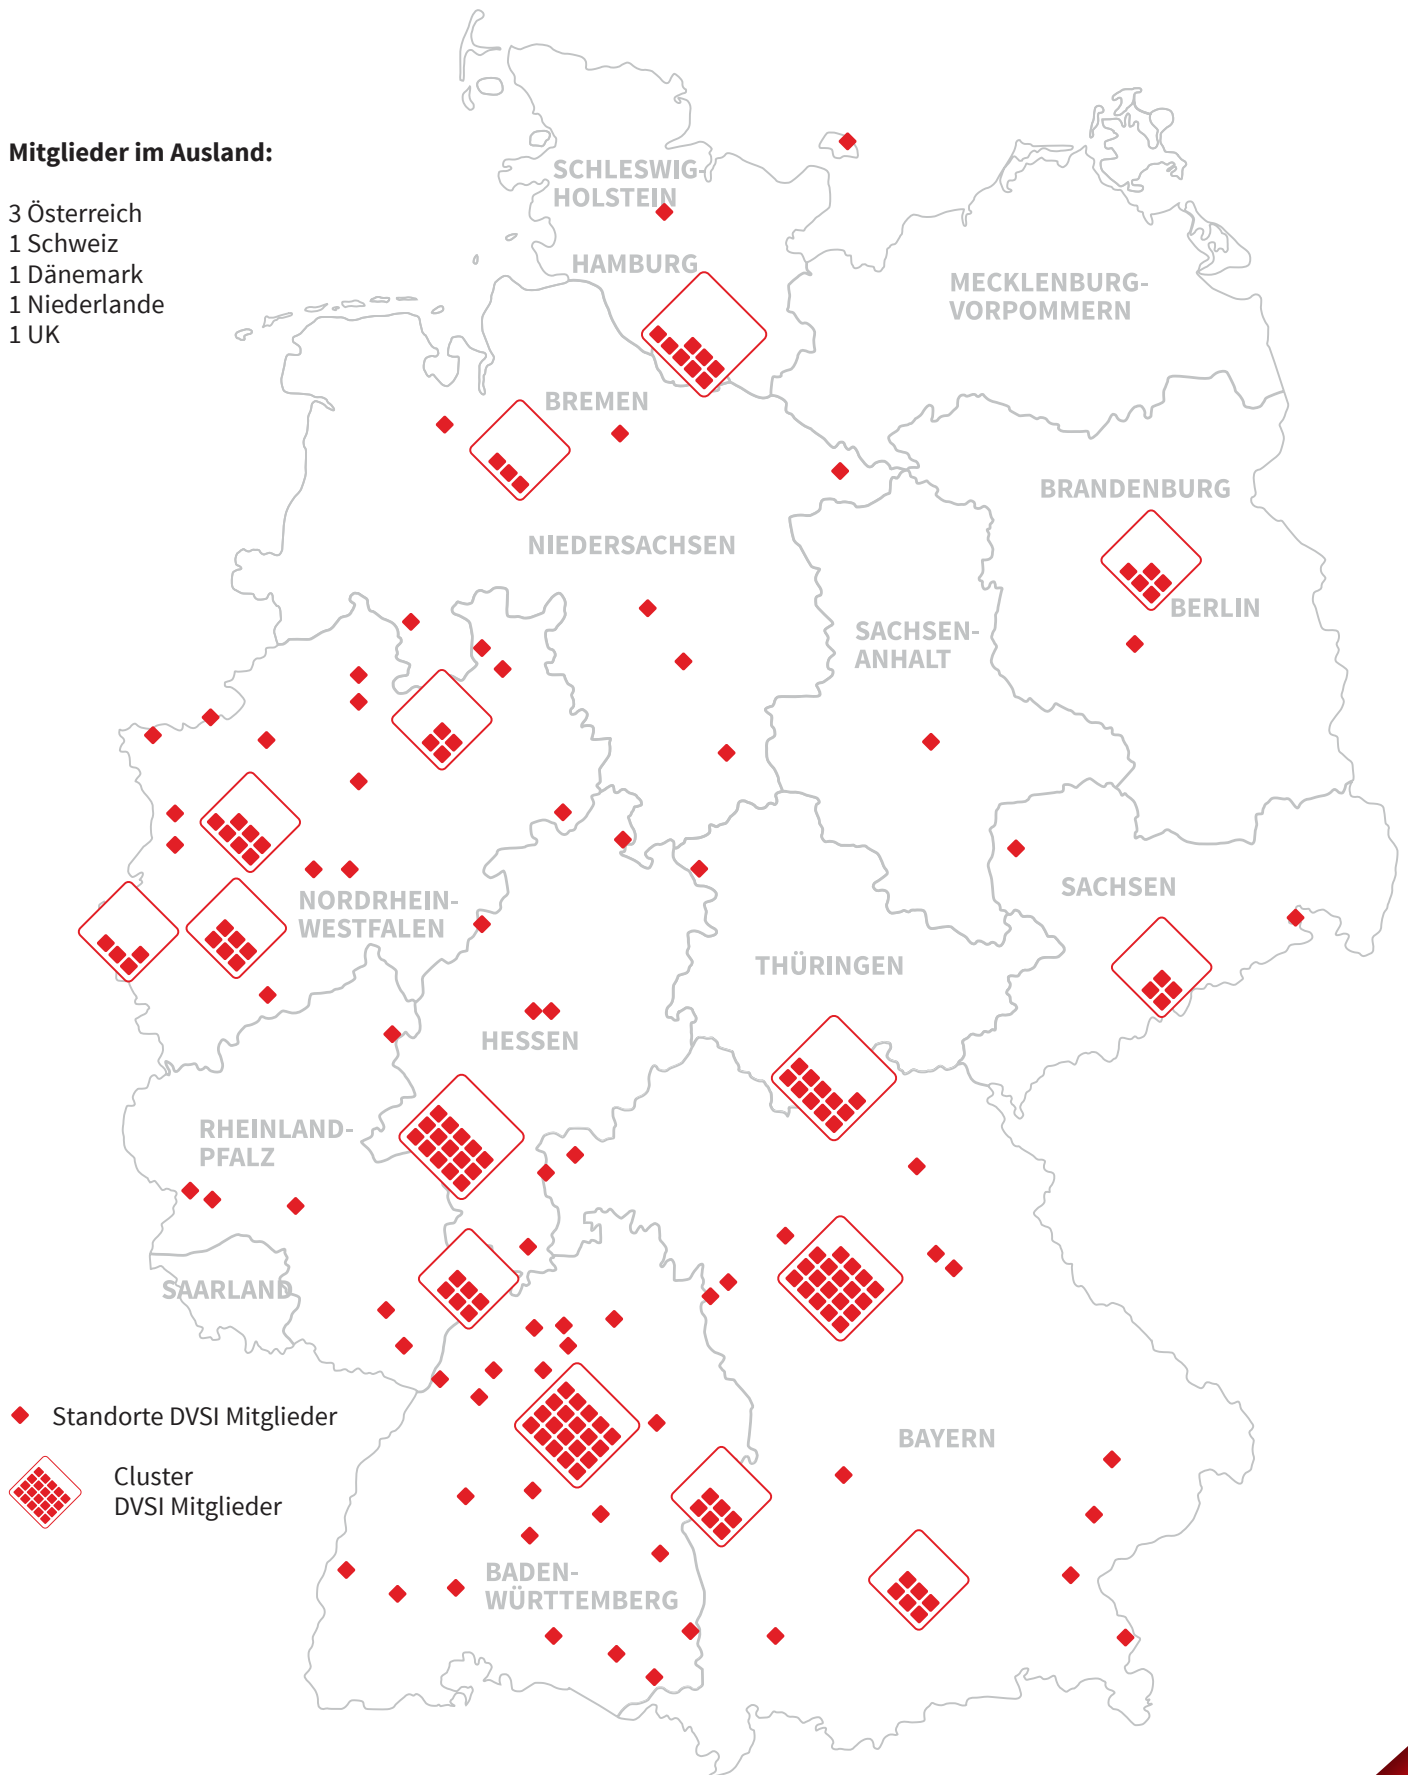 Mitglieder im Ausland:
3 Österreich
1 Schweiz
1 Dänemark
1 Niederlande
1 UK
SCHLESWIG-
HOLSTEIN
HAMBURG
MECKLENBURG-
VORPOMMERN
BREMEN
BRANDENBURG
NIEDERSACHSEN
BERLIN
SACHSEN-
ANHALT
NORDRHEIN-
WESTFALEN
SACHSEN
THÜRINGEN
HESSEN
RHEINLAND-
PFALZ
SAARLAND
Standorte DVSI Mitglieder
Cluster
DVSI Mitglieder
BAYERN
BADEN-
WÜRTTEMBERG